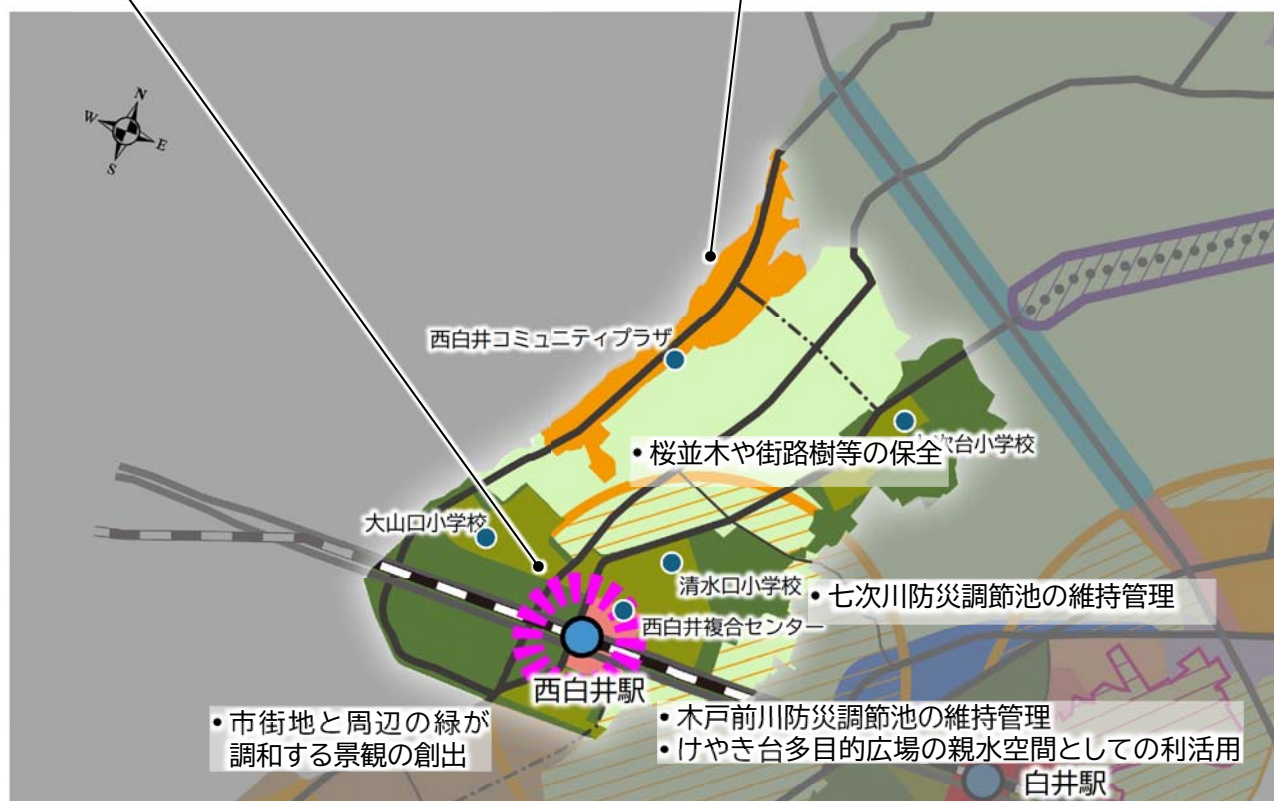 N
W
E
S
西白井コミュニティプラザ
• 桜並木や街路樹等の保全
次台小学校
大山口小学校
清水口小学校
• 七次川防災調節池の維持管理
西白井複合センター
西白井駅
• 市街地と周辺の緑が
調和する景観の創出
• 木戸前川防災調節池の維持管理
• けやき台多目的広場の親水空間としての利活用
白井駅